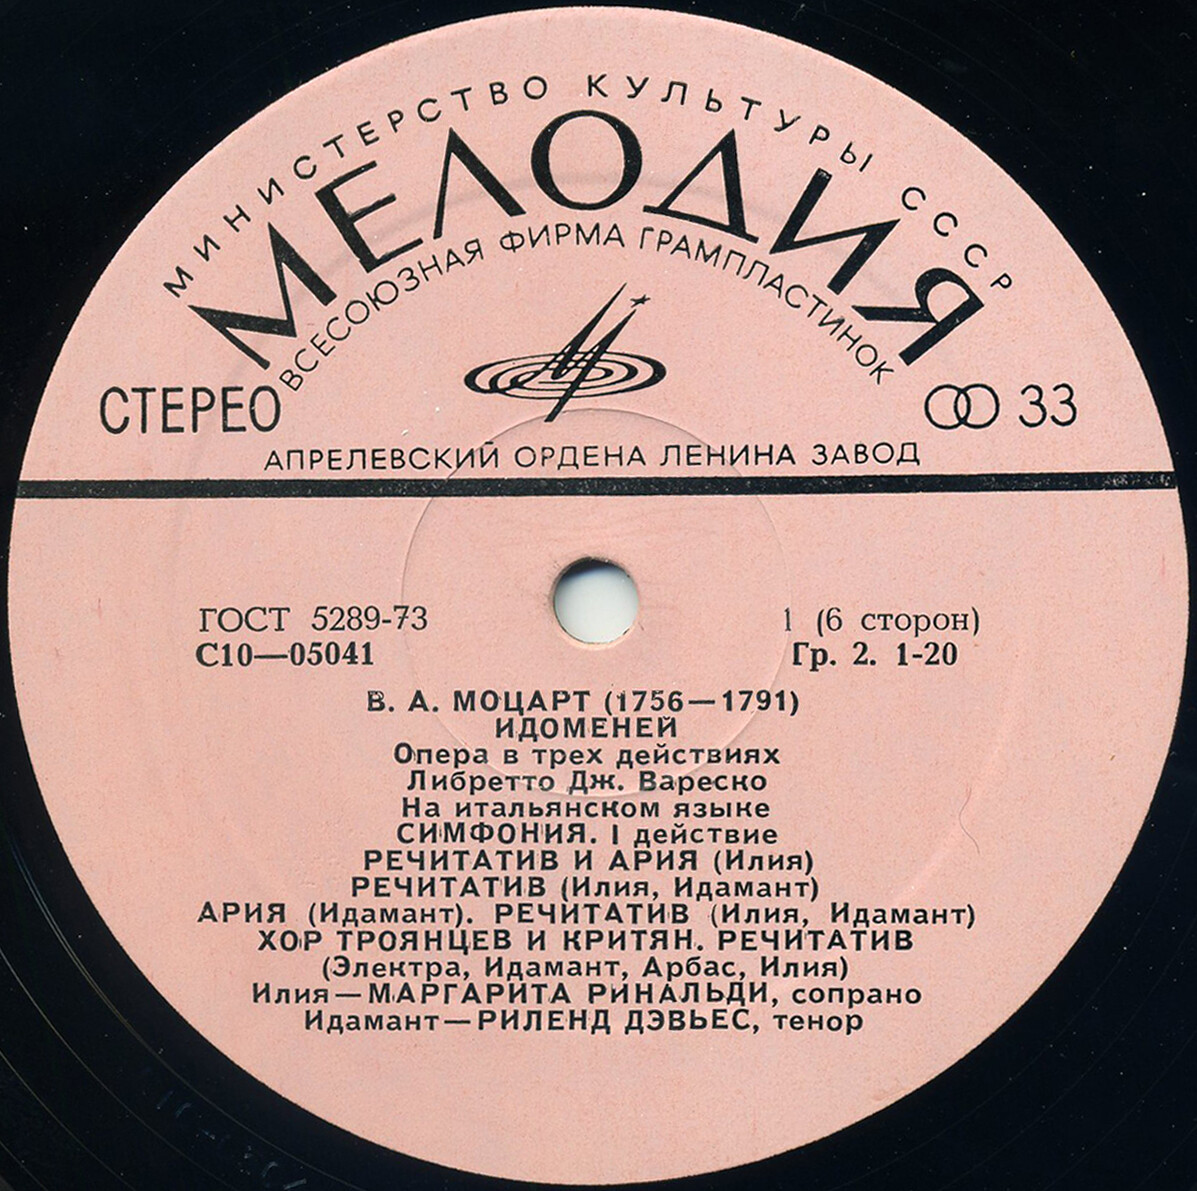 МИНИСТЕРСТВО КУЛЬТУРЫ СССР
МЕЛОДИЯ
ВСЕСОЮЗНАЯ ФИРМА ГРАМПЛАСТИНОК
СТЕРЕО
33
АПРЕЛЕВСКИЙ ОРДЕНА ЛЕНИНА ЗАВОД
ГОСТ 5289-73
1 (6 сторон)
С10—05041
Гр. 2. 1-20
В. А. МОЦАРТ (1756—1791)
ИДОМЕНЕЙ
Опера в трех действиях
Либретто Дж. Вареско
На итальянском языке
СИМФОНИЯ. I действие
РЕЧИТАТИВ И АРИЯ (Илия)
РЕЧИТАТИВ (Илия, Идамант)
АРИЯ (Идамант). РЕЧИТАТИВ (Илия, Идамант)
ХОР ТРОЯНЦЕВ И КРИТЯН. РЕЧИТАТИВ
(Электра, Идамант, Арбас, Илия)
Илия—МАРГАРИТА РИНАЛЬДИ, сопрано
Идамант—РИЛЕНД ДЭВЬЕС, тенор